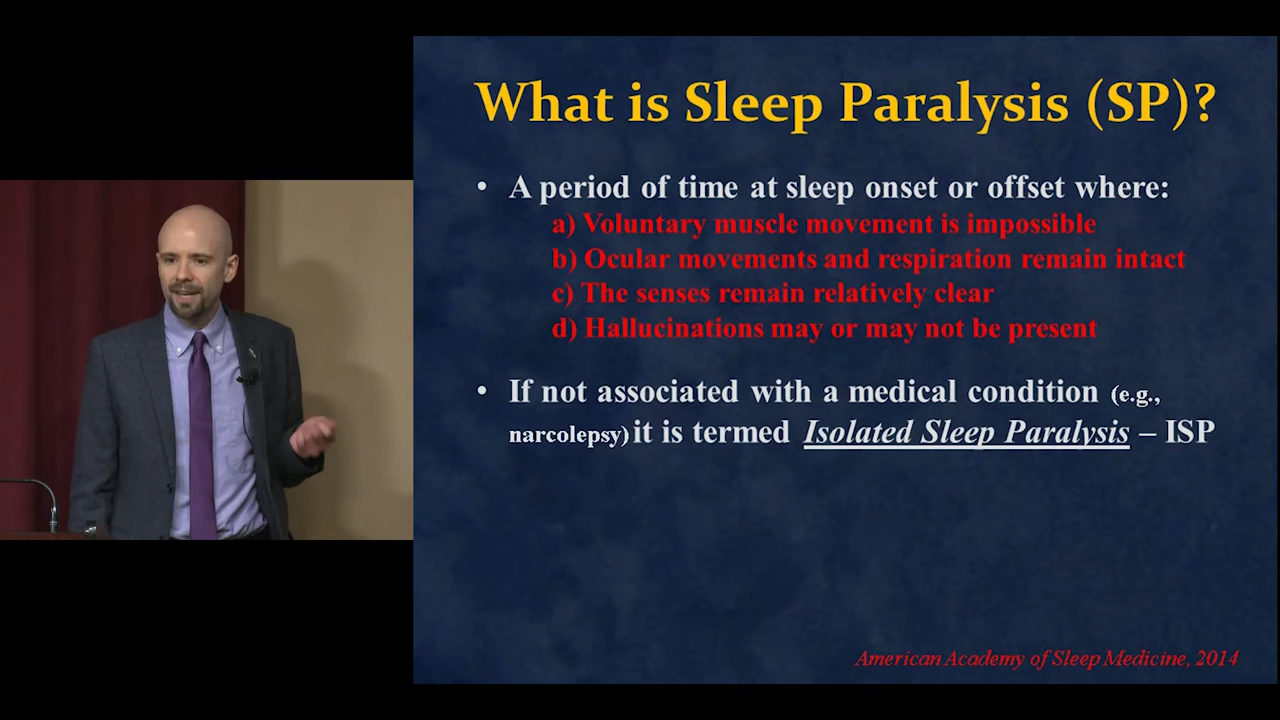 What is Sleep Paralysis (SP)?
• A period of time at sleep onset or offset where:
a) Voluntary muscle movement is impossible
b) Ocular movements and respiration remain intact
c) The senses remain relatively clear
d) Hallucinations may or may not be present
• If not associated with a medical condition (e.g.,
narcolepsy) it is termed Isolated Sleep Paralysis – ISP
American Academy of Sleep Medicine, 2014